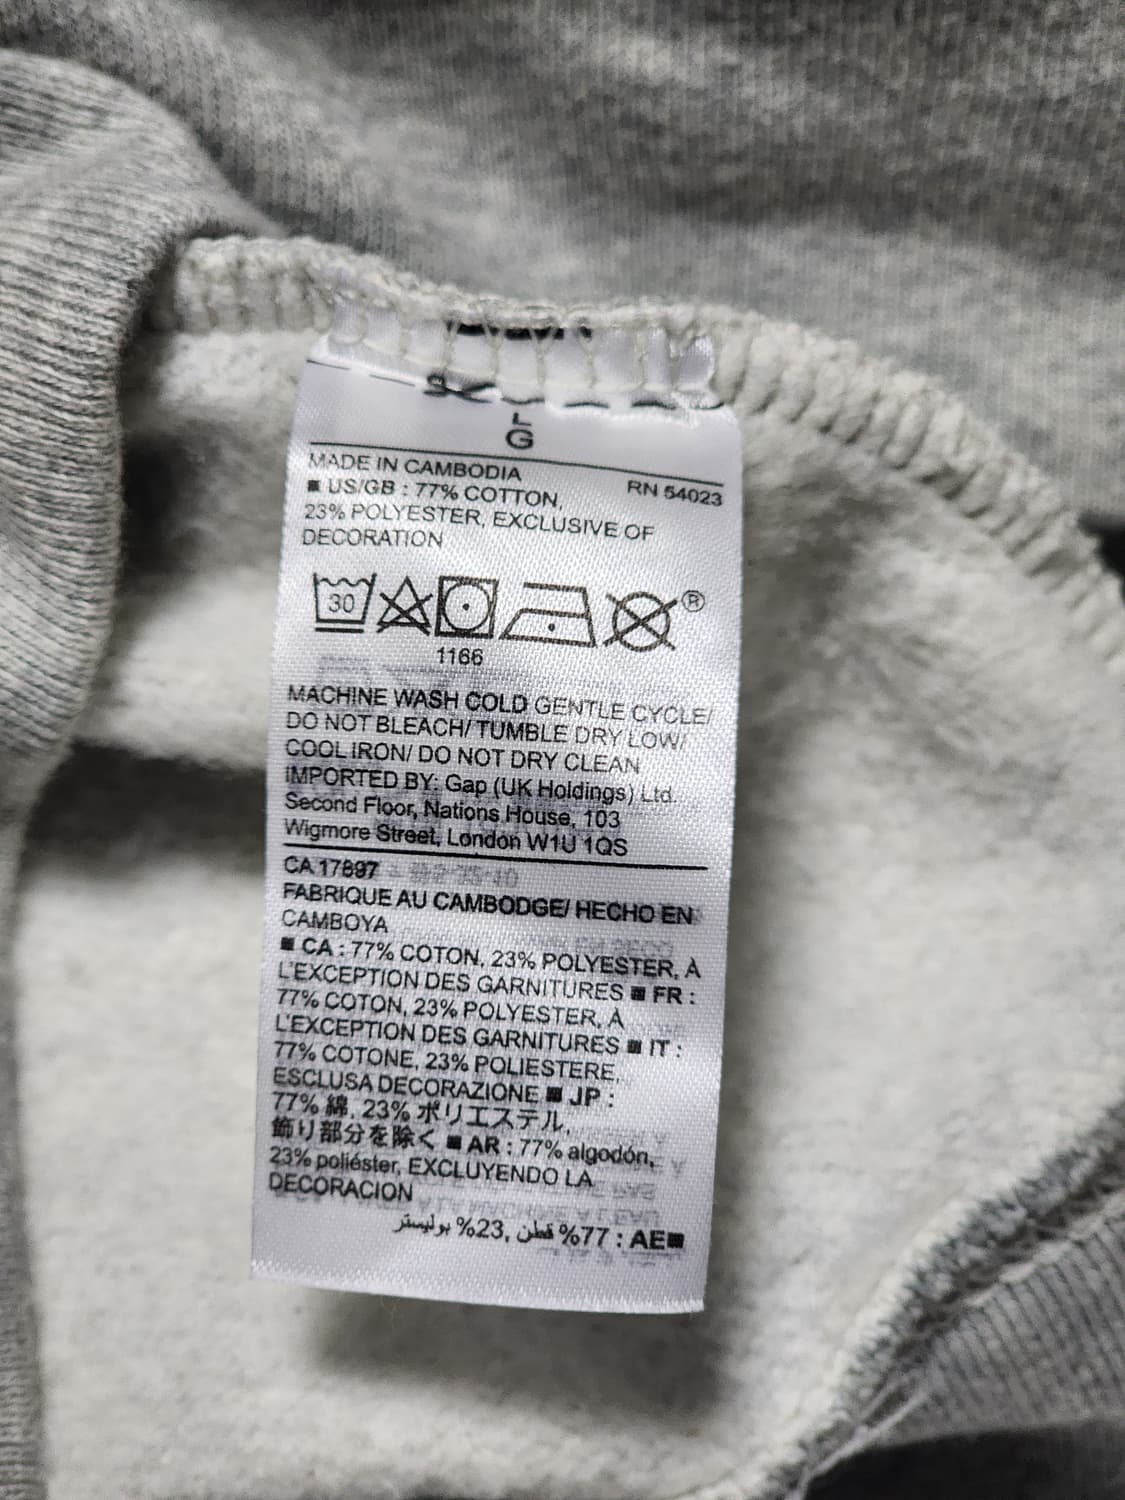 L
G
MADE IN CAMBODIA
RN 54023
■ US/GB : 77% COTTON,
23% POLYESTER, EXCLUSIVE OF
DECORATION
30
®
1166
MACHINE WASH COLD GENTLE CYCLE/
DO NOT BLEACH/ TUMBLE DRY LOW/
COOL IRON/ DO NOT DRY CLEAN
IMPORTED BY: Gap (UK Holdings) Ltd.
Second Floor, Nations House, 103
Wigmore Street, London W1U 1QS
CA 17897
FABRIQUE AU CAMBODGE/ HECHO EN
CAMBOYA
■ CA : 77% COTON, 23% POLYESTER, À
L'EXCEPTION DES GARNITURES ■ FR :
77% COTON, 23% POLYESTER, À
L'EXCEPTION DES GARNITURES ■ IT :
77% COTONE, 23% POLIESTERE,
ESCLUSA DECORAZIONE ■ JP :
77% 綿, 23% ポリエステル,
飾り部分を除く ■ AR : 77% algodón,
23% poliéster, EXCLUYENDO LA
DECORACION
■AE : 77% قطن, 23% بوليستر